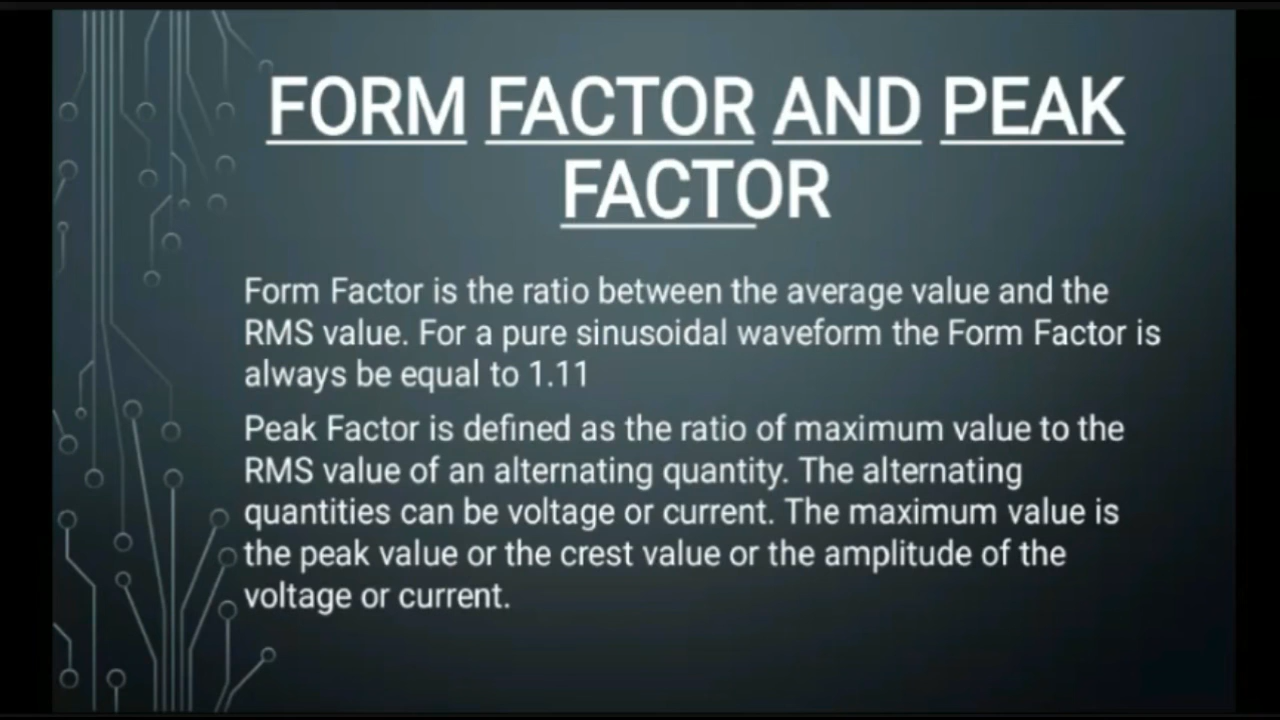 FORM FACTOR AND PEAK
FACTOR
Form Factor is the ratio between the average value and the
RMS value. For a pure sinusoidal waveform the Form Factor is
always be equal to 1.11
Peak Factor is defined as the ratio of maximum value to the
RMS value of an alternating quantity. The alternating
quantities can be voltage or current. The maximum value is
the peak value or the crest value or the amplitude of the
voltage or current.